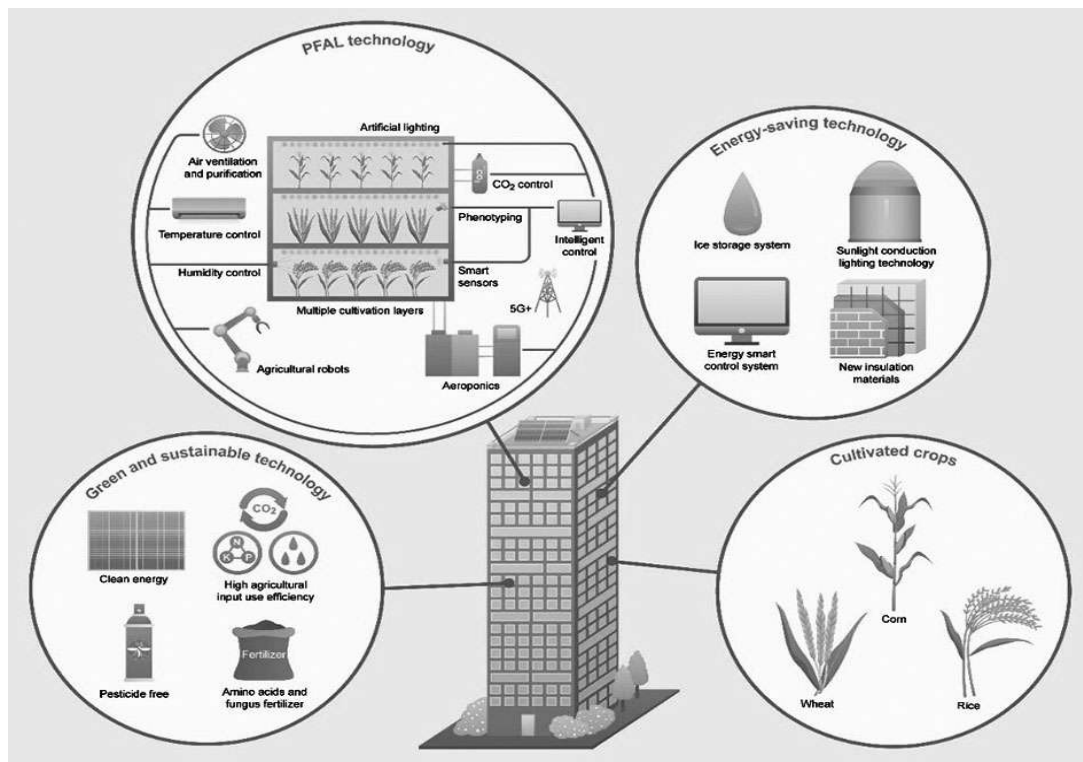 PFAL technology
Artificial lighting
Air ventilation
and purification
CO₂ control
Temperature control
Phenotyping
Intelligent
control
Humidity control
Smart
sensors
5G+
Multiple cultivation layers
Agricultural robots
Aeroponics
Energy-saving technology
Ice storage system
Sunlight conduction
lighting technology
Energy smart
control system
New insulation
materials
Green and sustainable technology
CO₂
N
K
P
Clean energy
High agricultural
input use efficiency
Fertilizer
Pesticide free
Amino acids and
fungus fertilizer
Cultivated crops
Corn
Wheat
Rice